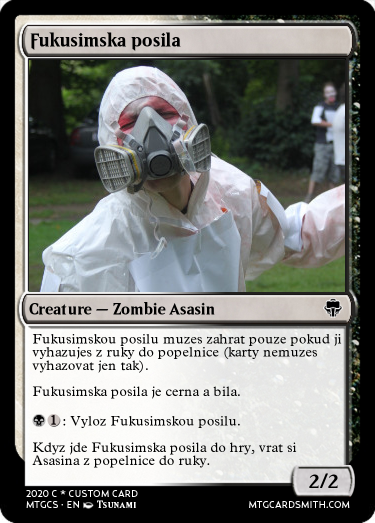 Fukusimska posila
Creature — Zombie Asasin
Fukusimskou posilu muzes zahrat pouze pokud ji
vyhazujes z ruky do popelnice (karty nemuzes
vyhazovat jen tak).
Fukusimska posila je cerna a bila.
1: Vyloz Fukusimskou posilu.
Kdyz jde Fukusimska posila do hry, vrat si
Asasina z popelnice do ruky.
2/2
2020 C * CUSTOM CARD
MTGCS • EN Tsunami
MTGCARDSMITH.COM